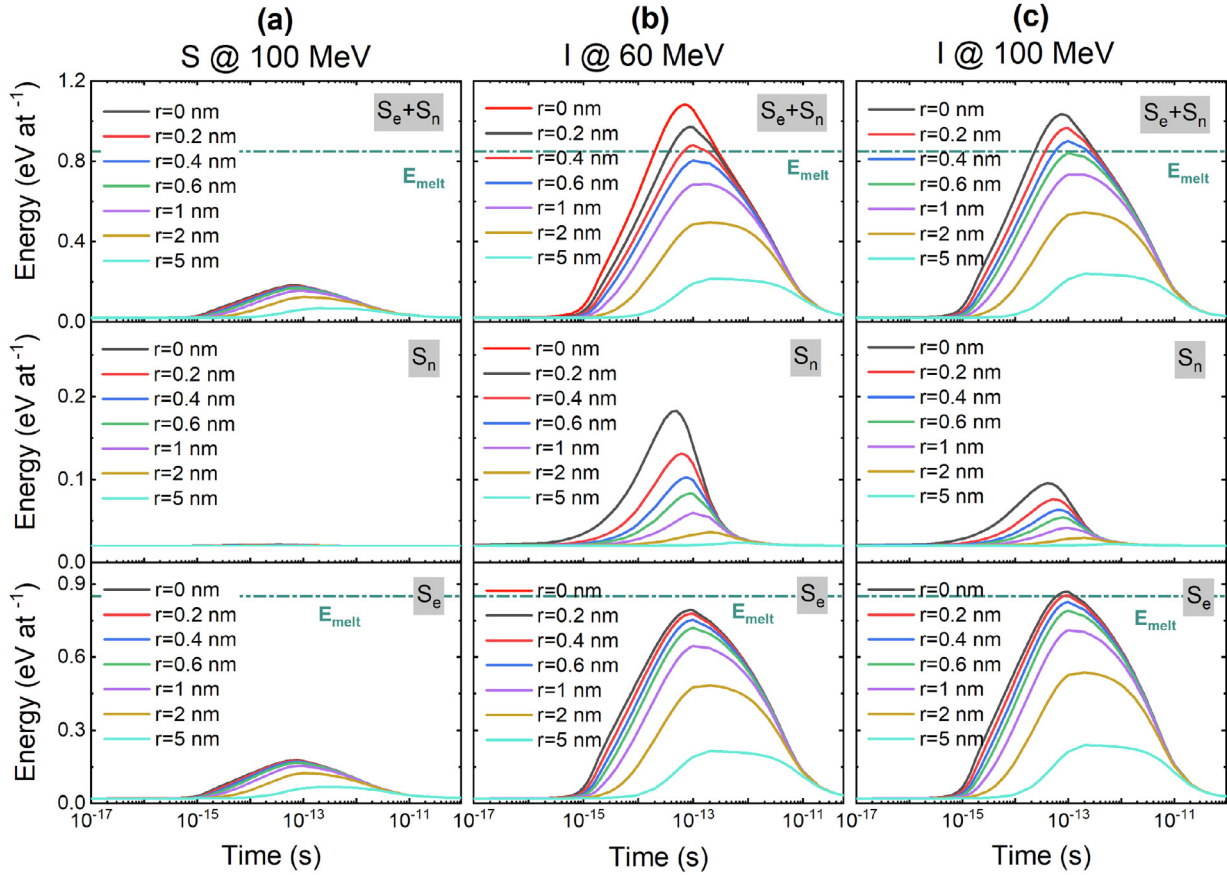 (a)
S @ 100 MeV
(b)
I @ 60 MeV
(c)
I @ 100 MeV
Energy (eV at⁻¹)
1.2
0.8
0.4
0.0
r=0 nm
r=0.2 nm
r=0.4 nm
r=0.6 nm
r=1 nm
r=2 nm
r=5 nm
Sₑ+Sₙ
E_melt
r=0 nm
r=0.2 nm
r=0.4 nm
r=0.6 nm
r=1 nm
r=2 nm
r=5 nm
Sₑ+Sₙ
E_melt
r=0 nm
r=0.2 nm
r=0.4 nm
r=0.6 nm
r=1 nm
r=2 nm
r=5 nm
Sₑ+Sₙ
E_melt
Energy (eV at⁻¹)
0.2
0.1
0.0
r=0 nm
r=0.2 nm
r=0.4 nm
r=0.6 nm
r=1 nm
r=2 nm
r=5 nm
Sₙ
r=0 nm
r=0.2 nm
r=0.4 nm
r=0.6 nm
r=1 nm
r=2 nm
r=5 nm
Sₙ
r=0 nm
r=0.2 nm
r=0.4 nm
r=0.6 nm
r=1 nm
r=2 nm
r=5 nm
Sₙ
Energy (eV at⁻¹)
0.9
0.6
0.3
0.0
r=0 nm
r=0.2 nm
r=0.4 nm
r=0.6 nm
r=1 nm
r=2 nm
r=5 nm
Sₑ
E_melt
r=0 nm
r=0.2 nm
r=0.4 nm
r=0.6 nm
r=1 nm
r=2 nm
r=5 nm
Sₑ
E_melt
r=0 nm
r=0.2 nm
r=0.4 nm
r=0.6 nm
r=1 nm
r=2 nm
r=5 nm
Sₑ
E_melt
10⁻¹⁷ 10⁻¹⁵ 10⁻¹³ 10⁻¹¹
10⁻¹⁷ 10⁻¹⁵ 10⁻¹³ 10⁻¹¹
10⁻¹⁷ 10⁻¹⁵ 10⁻¹³ 10⁻¹¹
Time (s)
Time (s)
Time (s)